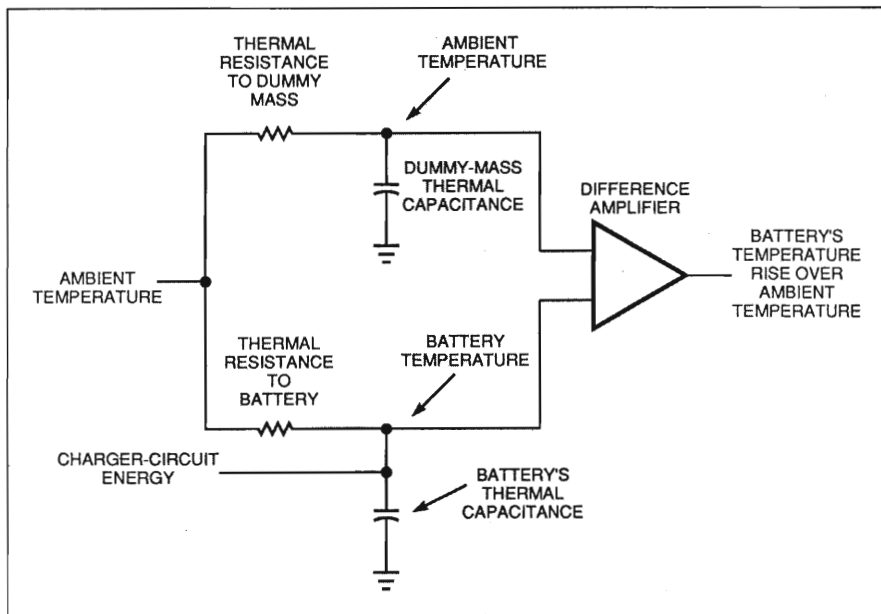 THERMAL
RESISTANCE
TO DUMMY
MASS
AMBIENT
TEMPERATURE
DUMMY-MASS
THERMAL
CAPACITANCE
DIFFERENCE
AMPLIFIER
BATTERY'S
TEMPERATURE
RISE OVER
AMBIENT
TEMPERATURE
AMBIENT
TEMPERATURE
THERMAL
RESISTANCE
TO
BATTERY
BATTERY
TEMPERATURE
CHARGER-CIRCUIT
ENERGY
BATTERY'S
THERMAL
CAPACITANCE